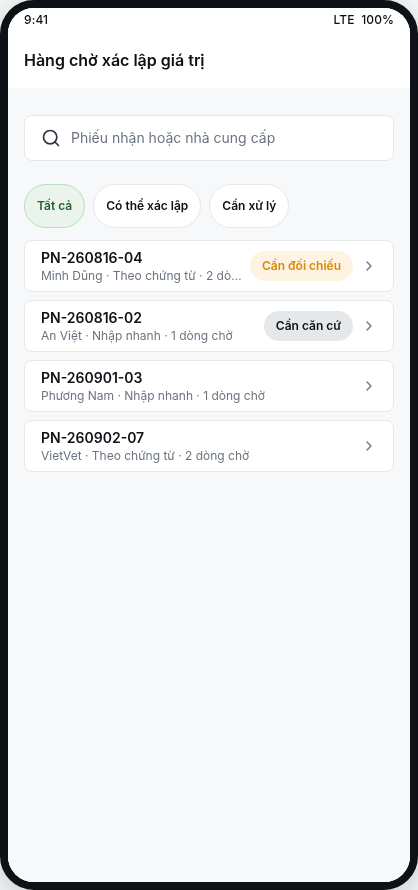 9:41 LTE 100%
Hàng chờ xác lập giá trị
Phiếu nhận hoặc nhà cung cấp
Tất cả Có thể xác lập Cần xử lý
PN-260816-04
Minh Dũng · Theo chứng từ · 2 dò...
Cần đối chiếu
PN-260816-02
An Việt · Nhập nhanh · 1 dòng chờ
Cần căn cứ
PN-260901-03
Phương Nam · Nhập nhanh · 1 dòng chờ
PN-260902-07
VietVet · Theo chứng từ · 2 dòng chờ